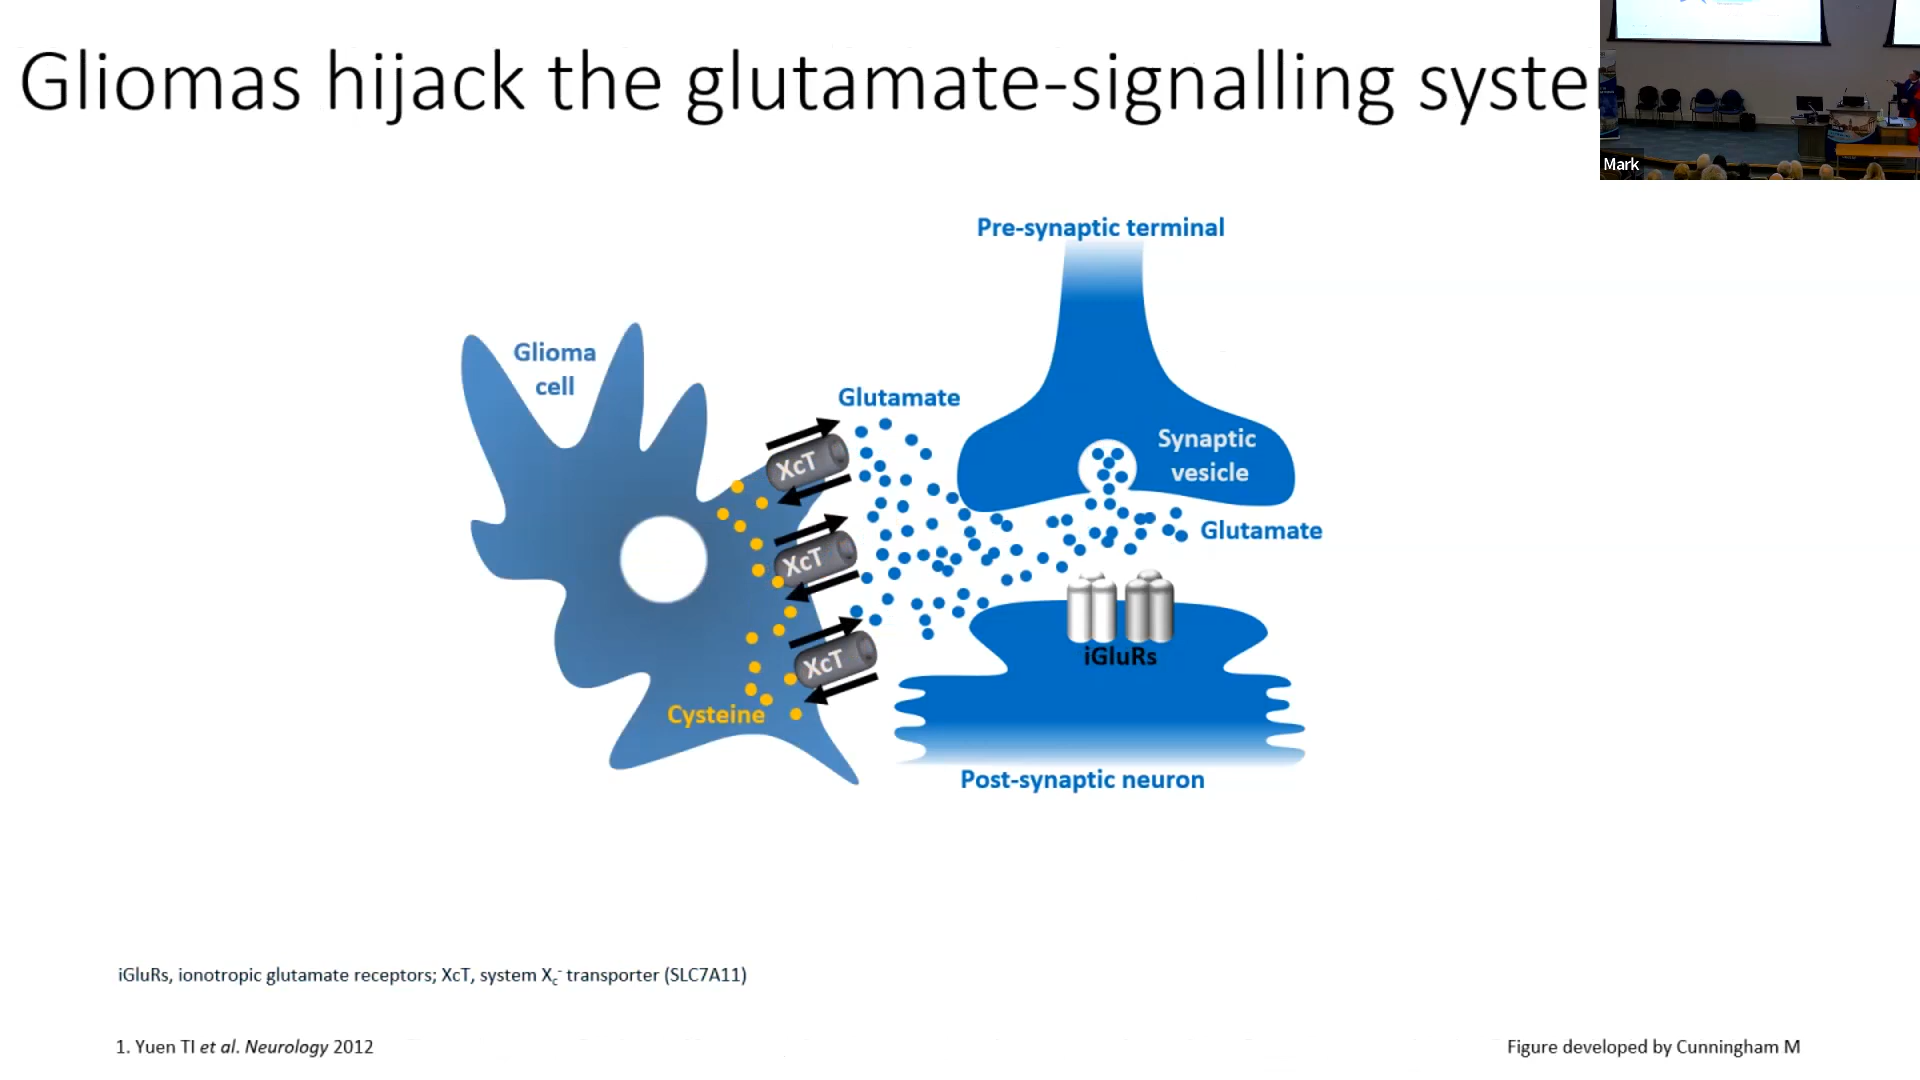 Gliomas hijack the glutamate-signalling syste
Mark
Pre-synaptic terminal
Glioma
cell
Glutamate
Synaptic
vesicle
XcT
Glutamate
XcT
iGluRs
XcT
Cysteine
Post-synaptic neuron
iGluRs, ionotropic glutamate receptors; XcT, system Xc- transporter (SLC7A11)
1. Yuen TI et al. Neurology 2012
Figure developed by Cunningham M